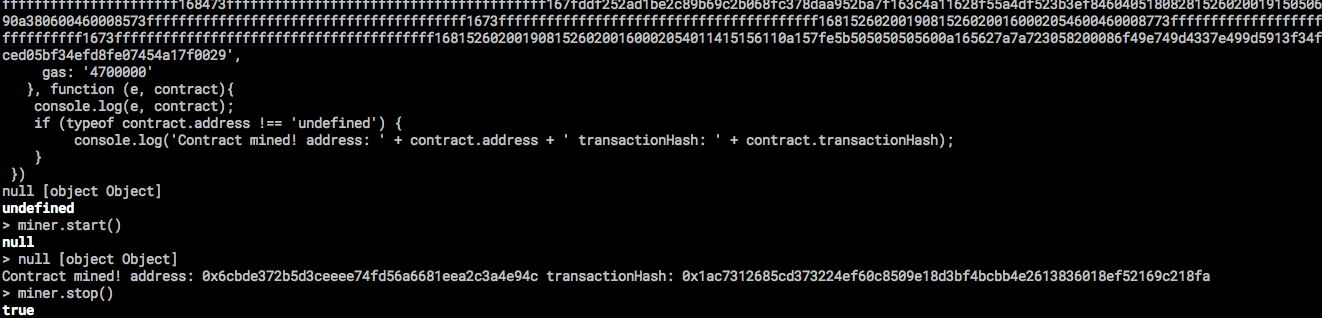 ced05bf34efd8fe07454a17f0029',
gas: '4700000'
}, function (e, contract){
console.log(e, contract);
if (typeof contract.address !== 'undefined') {
console.log('Contract mined! address: ' + contract.address + ' transactionHash: ' + contract.transactionHash);
}
})
null [object Object]
undefined
> miner.start()
null
> null [object Object]
Contract mined! address: 0x6cbde372b5d3ceeee74fd56a6681eea2c3a4e94c transactionHash: 0x1ac7312685cd373224ef60c8509e18d3bf4bcbb4e2613836018ef52169c218fa
> miner.stop()
true